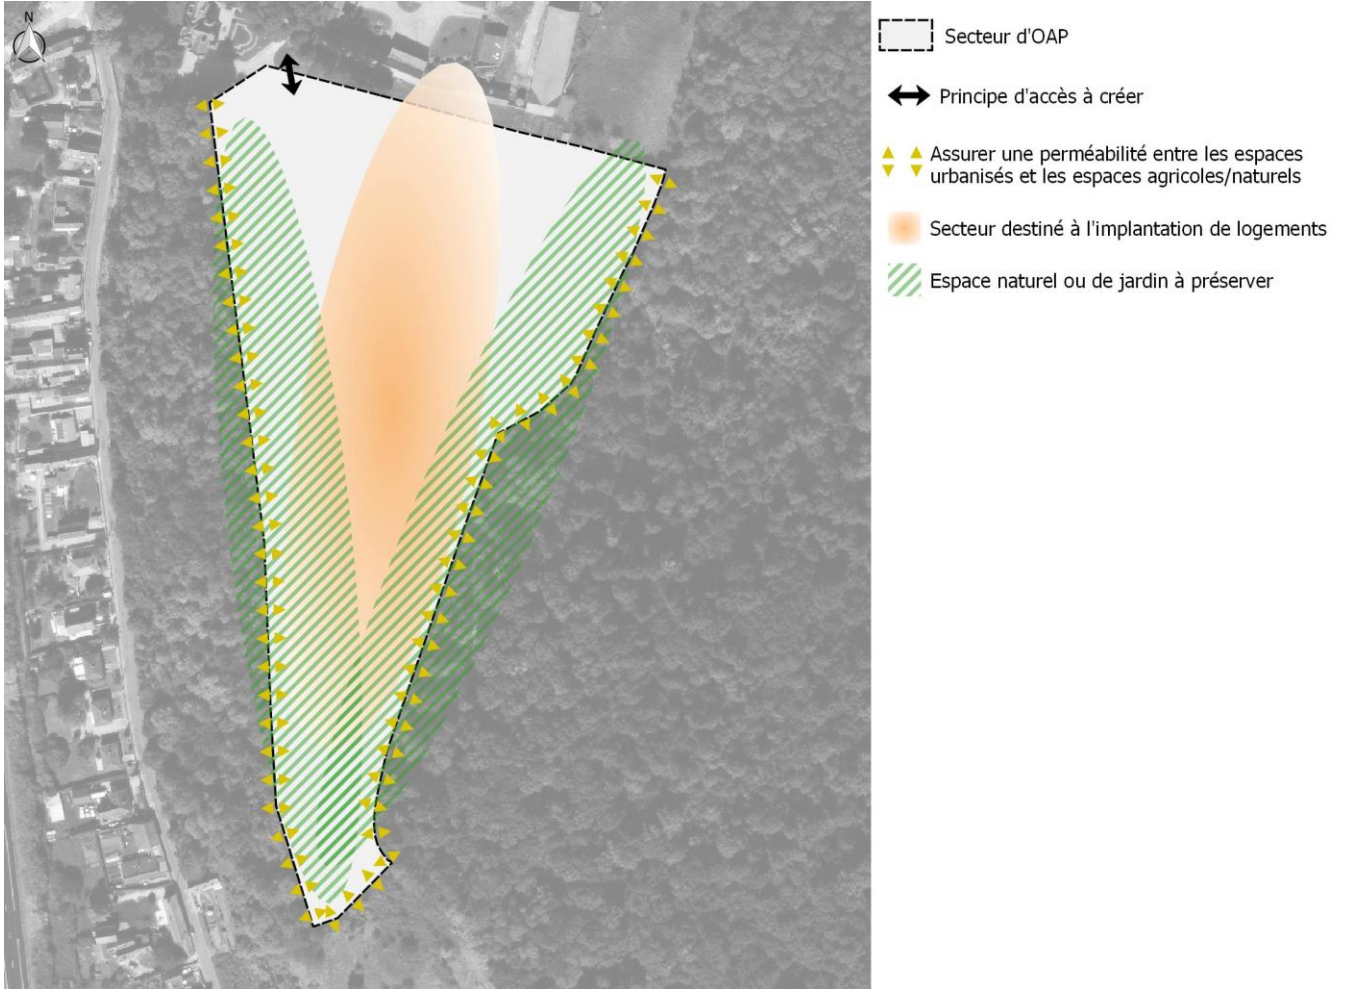 N
Secteur d'OAP
Principe d'accès à créer
Assurer une perméabilité entre les espaces
urbanisés et les espaces agricoles/naturels
Secteur destiné à l'implantation de logements
Espace naturel ou de jardin à préserver